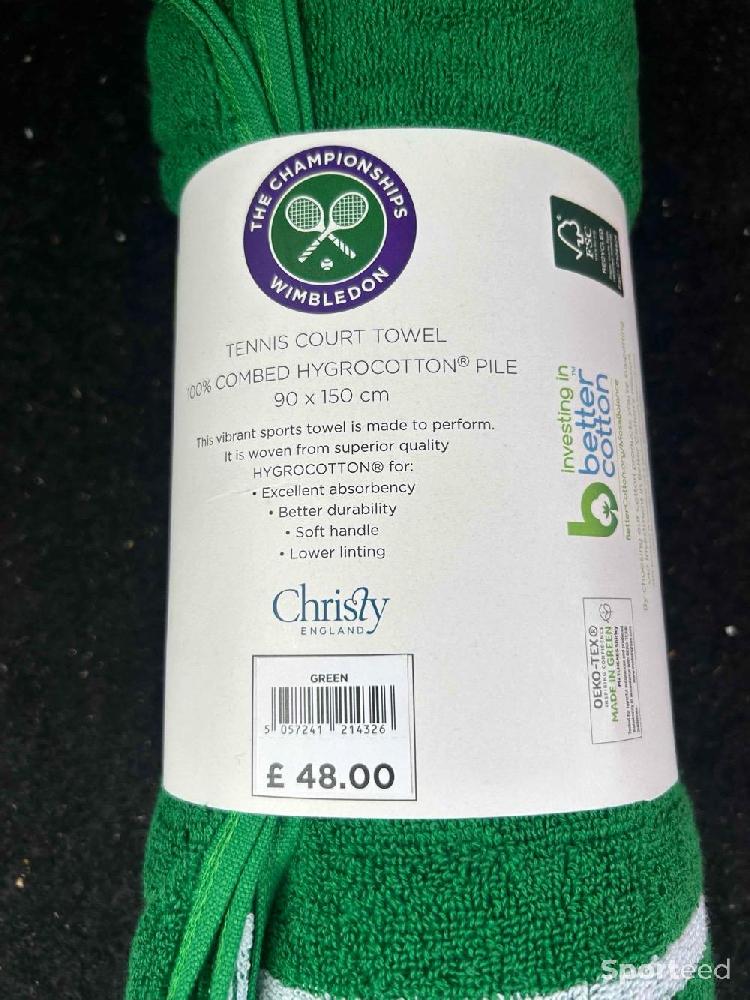 THE CHAMPIONSHIPS
WIMBLEDON
TENNIS COURT TOWEL
100% COMBED HYGROCOTTON® PILE
90 x 150 cm
This vibrant sports towel is made to perform.
It is woven from superior quality
HYGROCOTTON® for:
• Excellent absorbency
• Better durability
• Soft handle
• Lower linting
Christy
ENGLAND
GREEN
5 057241 214326
£ 48.00
FSC
investing in
better
cotton™
OEKO-TEX®
MADE IN GREEN
Sporteed